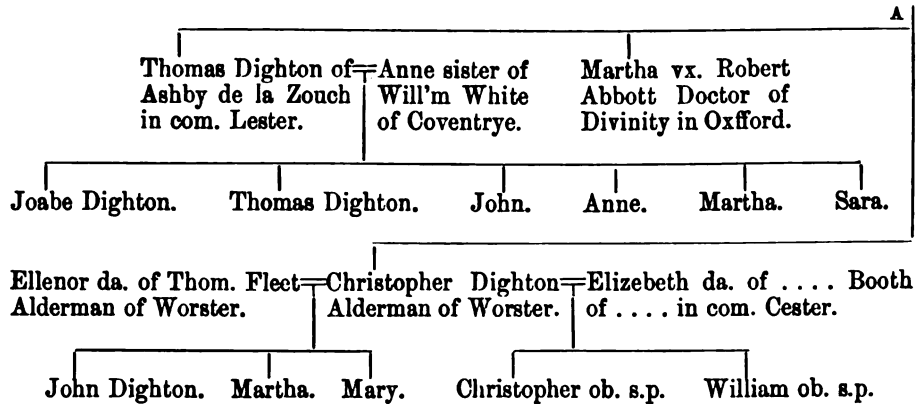 A
Thomas Dighton of Anne sister of Martha vx. Robert
Ashby de la Zouch Will'm White Abbott Doctor of
in com. Lester. of Coventrye. Divinity in Oxfford.
Joabe Dighton. Thomas Dighton. John. Anne. Martha. Sara.
Ellenor da. of Thom. Flect Christopher Dighton Elizebeth da. of .... Booth
Alderman of Worster. Alderman of Worster. of .... in com. Cester.
John Dighton. Martha. Mary. Christopher ob. s.p. William ob. s.p.